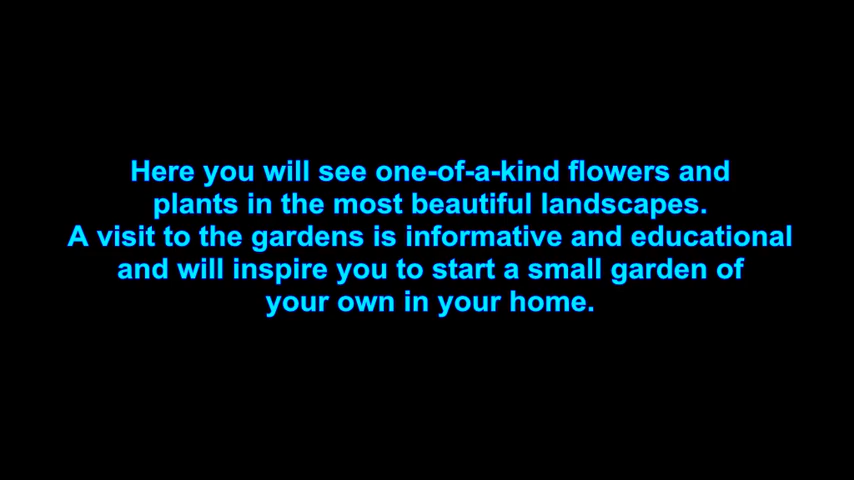 Here you will see one-of-a-kind flowers and
plants in the most beautiful landscapes.
A visit to the gardens is informative and educational
and will inspire you to start a small garden of
your own in your home.